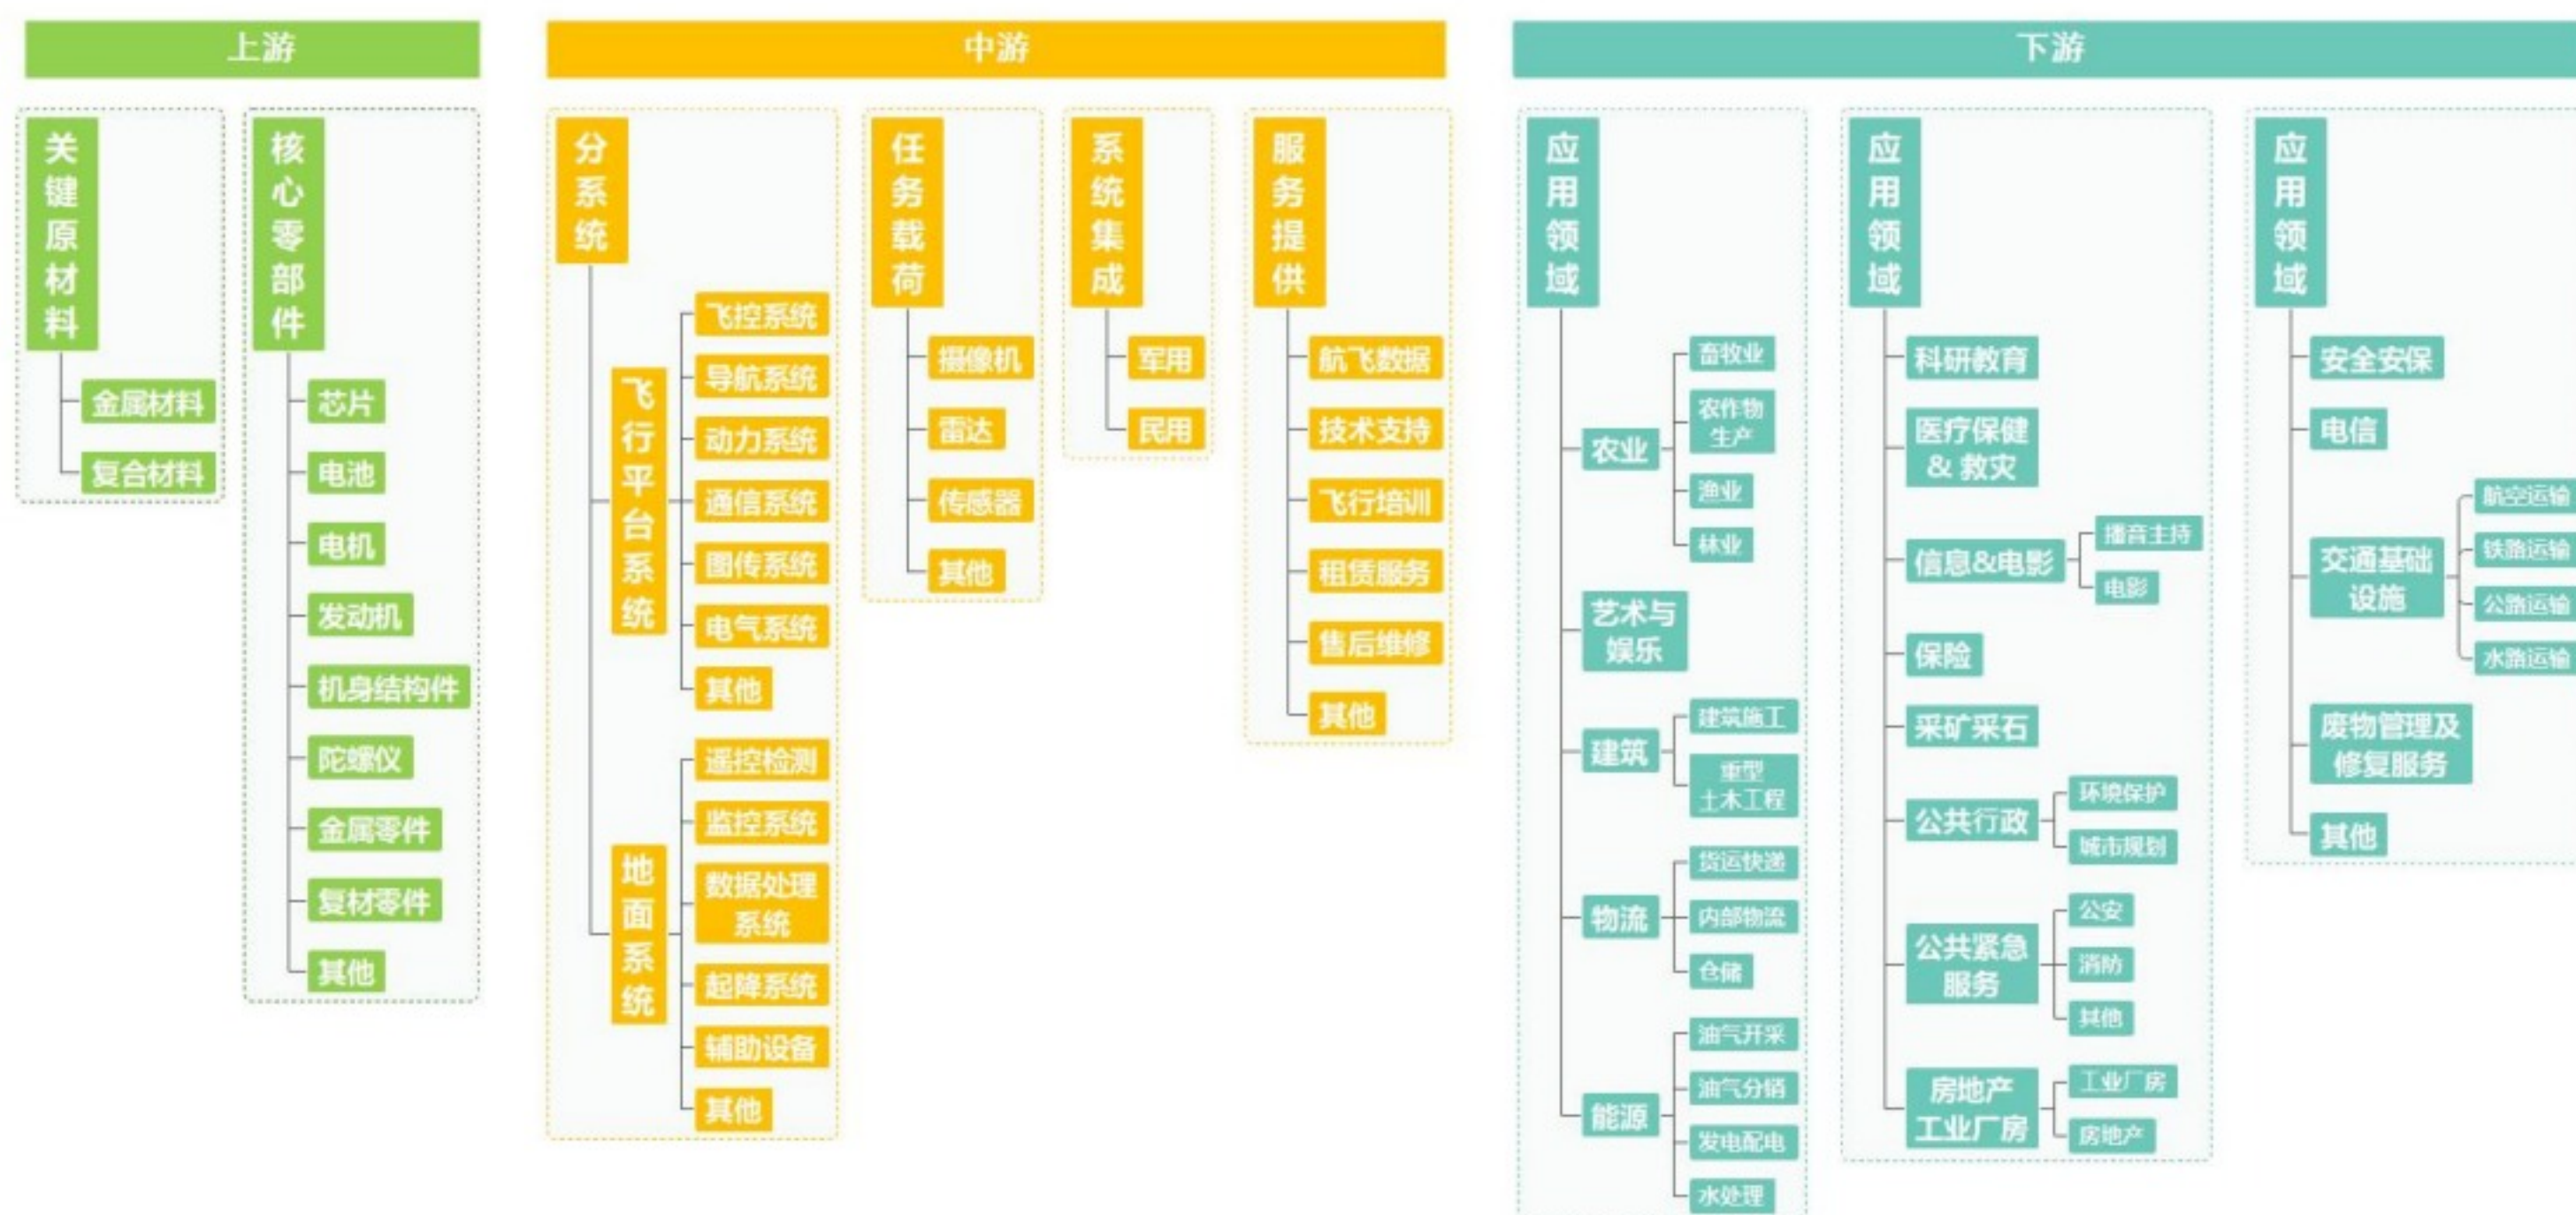 上游
关键原材料
金属材料
复合材料
核心零部件
芯片
电池
电机
发动机
机身结构件
陀螺仪
金属零件
复材零件
其他
中游
分系统
飞行平台系统
飞控系统
导航系统
动力系统
通信系统
图传系统
电气系统
其他
地面系统
遥控检测
监控系统
数据处理
系统
起降系统
辅助设备
其他
任务载荷
摄像机
雷达
传感器
其他
系统集成
军用
民用
服务提供
航飞数据
技术支持
飞行培训
租赁服务
售后维修
其他
下游
应用领域
农业
畜牧业
农作物
生产
渔业
林业
艺术与
娱乐
建筑
建筑施工
重型
土木工程
物流
货运快递
内部物流
仓储
能源
油气开采
油气分销
发电配电
水处理
应用领域
科研教育
医疗保健
& 救灾
信息&电影
播音主持
电影
保险
采矿采石
公共行政
环境保护
城市规划
公共紧急
服务
公安
消防
其他
房地产
工业厂房
工业厂房
房地产
应用领域
安全安保
电信
交通基础
设施
航空运输
铁路运输
公路运输
水路运输
废物管理及
修复服务
其他